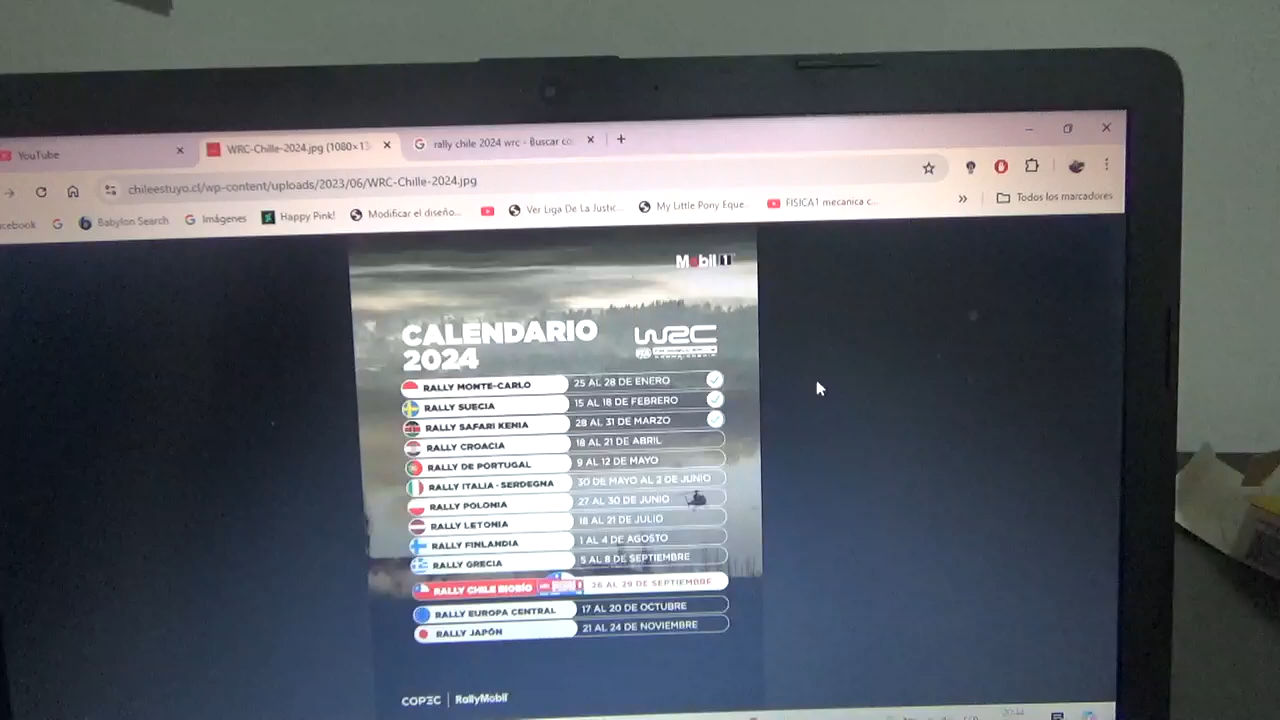 YouTube
WRC-Chille-2024.jpg (1080×13
rally chile 2024 wrc - Buscar co
chileestuyo.cl/wp-content/uploads/2023/06/WRC-Chille-2024.jpg
cebook
Babylon Search
Imágenes
Happy Pink!
Modificar el diseño...
Ver Liga De La Justic...
My Little Pony Eque...
FISICA1 mecanica c...
»
Todos los marcadores
Mobil 1
CALENDARIO
2024
WRC
FIA
RALLY MONTE-CARLO 25 AL 28 DE ENERO
RALLY SUECIA 15 AL 18 DE FEBRERO
RALLY SAFARI KENIA 28 AL 31 DE MARZO
RALLY CROACIA 18 AL 21 DE ABRIL
RALLY DE PORTUGAL 9 AL 12 DE MAYO
RALLY ITALIA - SERDEGNA 30 DE MAYO AL 2 DE JUNIO
RALLY POLONIA 27 AL 30 DE JUNIO
RALLY LETONIA 18 AL 21 DE JULIO
RALLY FINLANDIA 1 AL 4 DE AGOSTO
RALLY GRECIA 5 AL 8 DE SEPTIEMBRE
RALLY CHILE BIOBÍO 26 AL 29 DE SEPTIEMBRE
RALLY EUROPA CENTRAL 17 AL 20 DE OCTUBRE
RALLY JAPÓN 21 AL 24 DE NOVIEMBRE
COPEC | RallyMobil